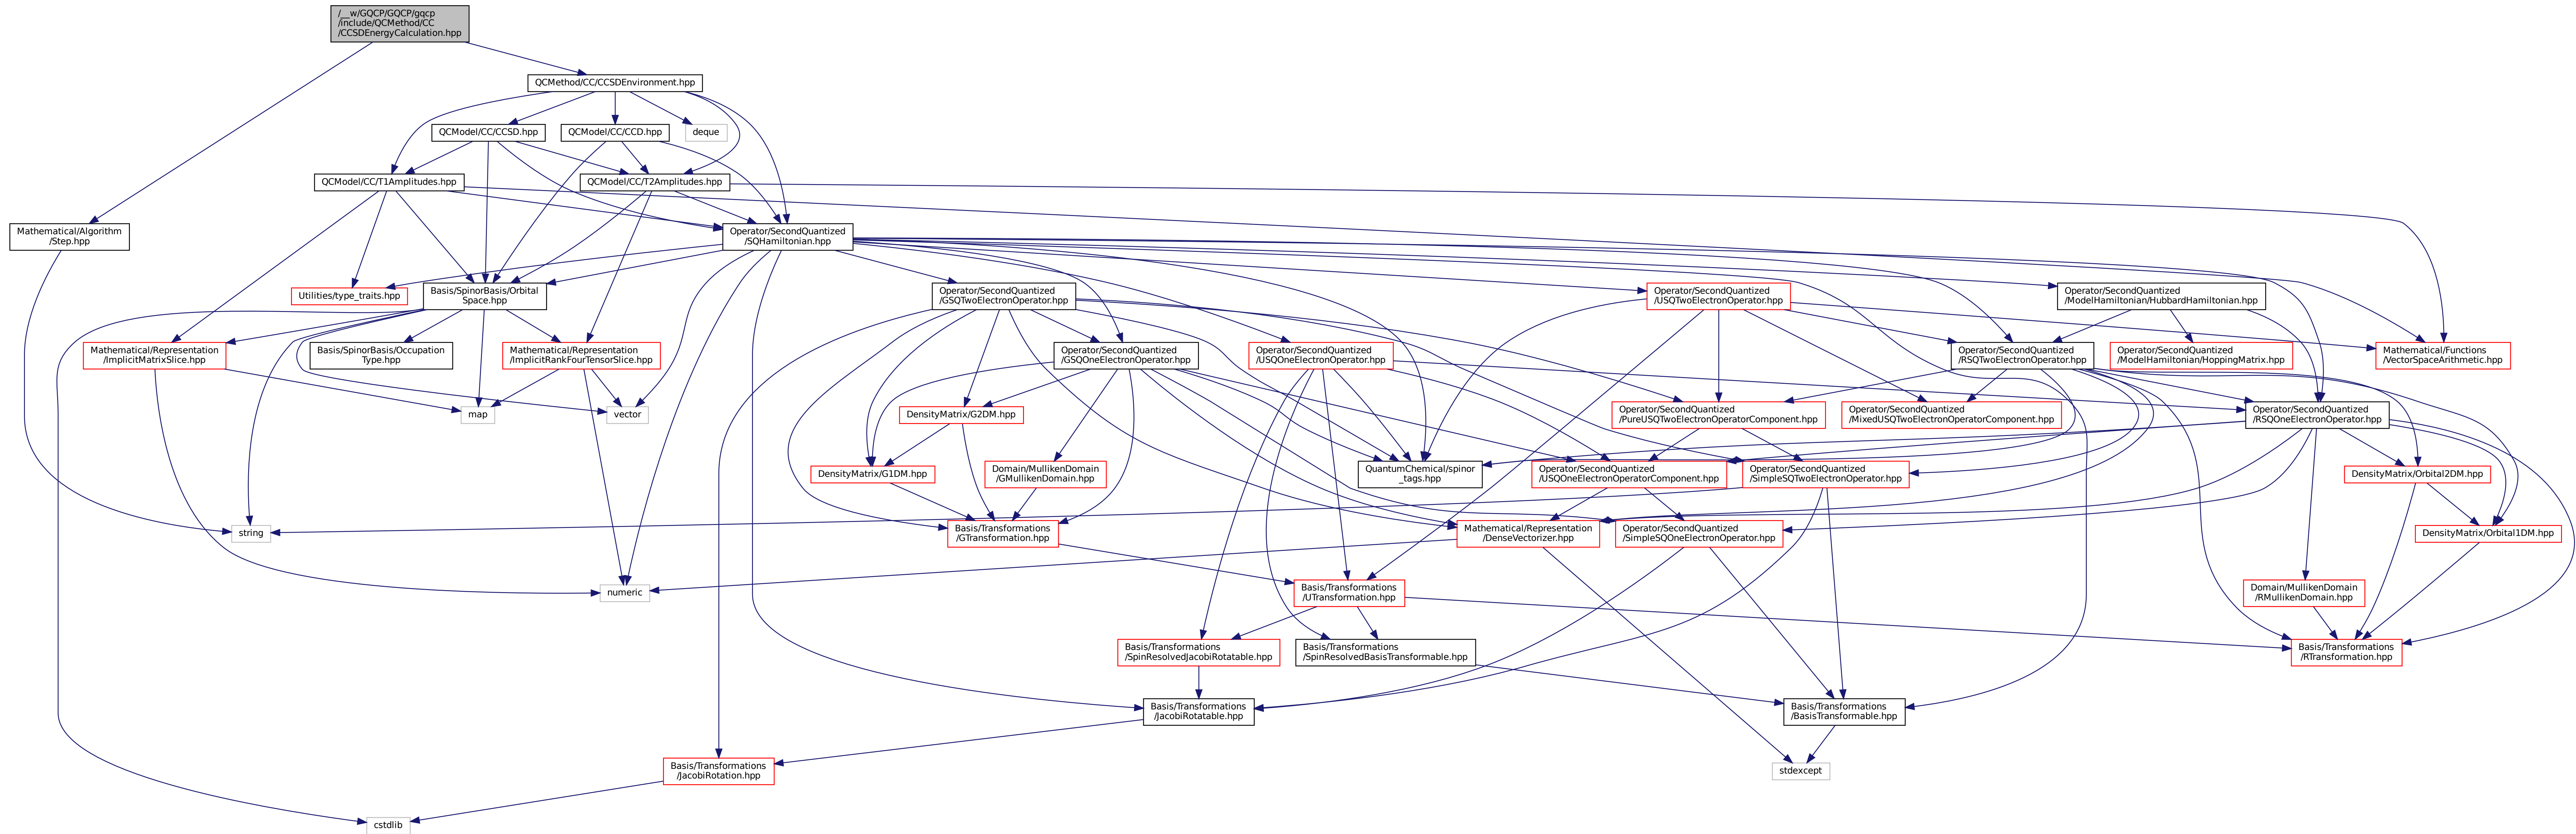 /__w/GQCP/GQCP/gqcp
/include/QCMethod/CC
/CCSDEnergyCalculation.hpp
QCMethod/CC/CCSDEnvironment.hpp
QCModel/CC/CCSD.hpp
QCModel/CC/CCD.hpp
deque
QCModel/CC/T1Amplitudes.hpp
QCModel/CC/T2Amplitudes.hpp
Mathematical/Algorithm
/Step.hpp
Operator/SecondQuantized
/SQHamiltonian.hpp
Utilities/type_traits.hpp
Basis/SpinorBasis/Orbital
Space.hpp
Operator/SecondQuantized
/GSQTwoElectronOperator.hpp
Operator/SecondQuantized
/USQTwoElectronOperator.hpp
Operator/SecondQuantized
/ModelHamiltonian/HubbardHamiltonian.hpp
Mathematical/Representation
/ImplicitMatrixSlice.hpp
Basis/SpinorBasis/Occupation
Type.hpp
Mathematical/Representation
/ImplicitRankFourTensorSlice.hpp
Operator/SecondQuantized
/GSQOneElectronOperator.hpp
Operator/SecondQuantized
/USQOneElectronOperator.hpp
Operator/SecondQuantized
/RSQTwoElectronOperator.hpp
Operator/SecondQuantized
/ModelHamiltonian/HoppingMatrix.hpp
Mathematical/Functions
/VectorSpaceArithmetic.hpp
map
vector
DensityMatrix/G2DM.hpp
Operator/SecondQuantized
/PureUSQTwoElectronOperatorComponent.hpp
Operator/SecondQuantized
/MixedUSQTwoElectronOperatorComponent.hpp
Operator/SecondQuantized
/RSQOneElectronOperator.hpp
DensityMatrix/G1DM.hpp
Domain/MullikenDomain
/GMullikenDomain.hpp
QuantumChemical/spinor
_tags.hpp
Operator/SecondQuantized
/USQOneElectronOperatorComponent.hpp
Operator/SecondQuantized
/SimpleSQTwoElectronOperator.hpp
DensityMatrix/Orbital2DM.hpp
string
Basis/Transformations
/GTransformation.hpp
Mathematical/Representation
/DenseVectorizer.hpp
Operator/SecondQuantized
/SimpleSQOneElectronOperator.hpp
DensityMatrix/Orbital1DM.hpp
numeric
Basis/Transformations
/UTransformation.hpp
Domain/MullikenDomain
/RMullikenDomain.hpp
Basis/Transformations
/SpinResolvedJacobiRotatable.hpp
Basis/Transformations
/SpinResolvedBasisTransformable.hpp
Basis/Transformations
/RTransformation.hpp
Basis/Transformations
/JacobiRotatable.hpp
Basis/Transformations
/BasisTransformable.hpp
Basis/Transformations
/JacobiRotation.hpp
stdexcept
cstdlib